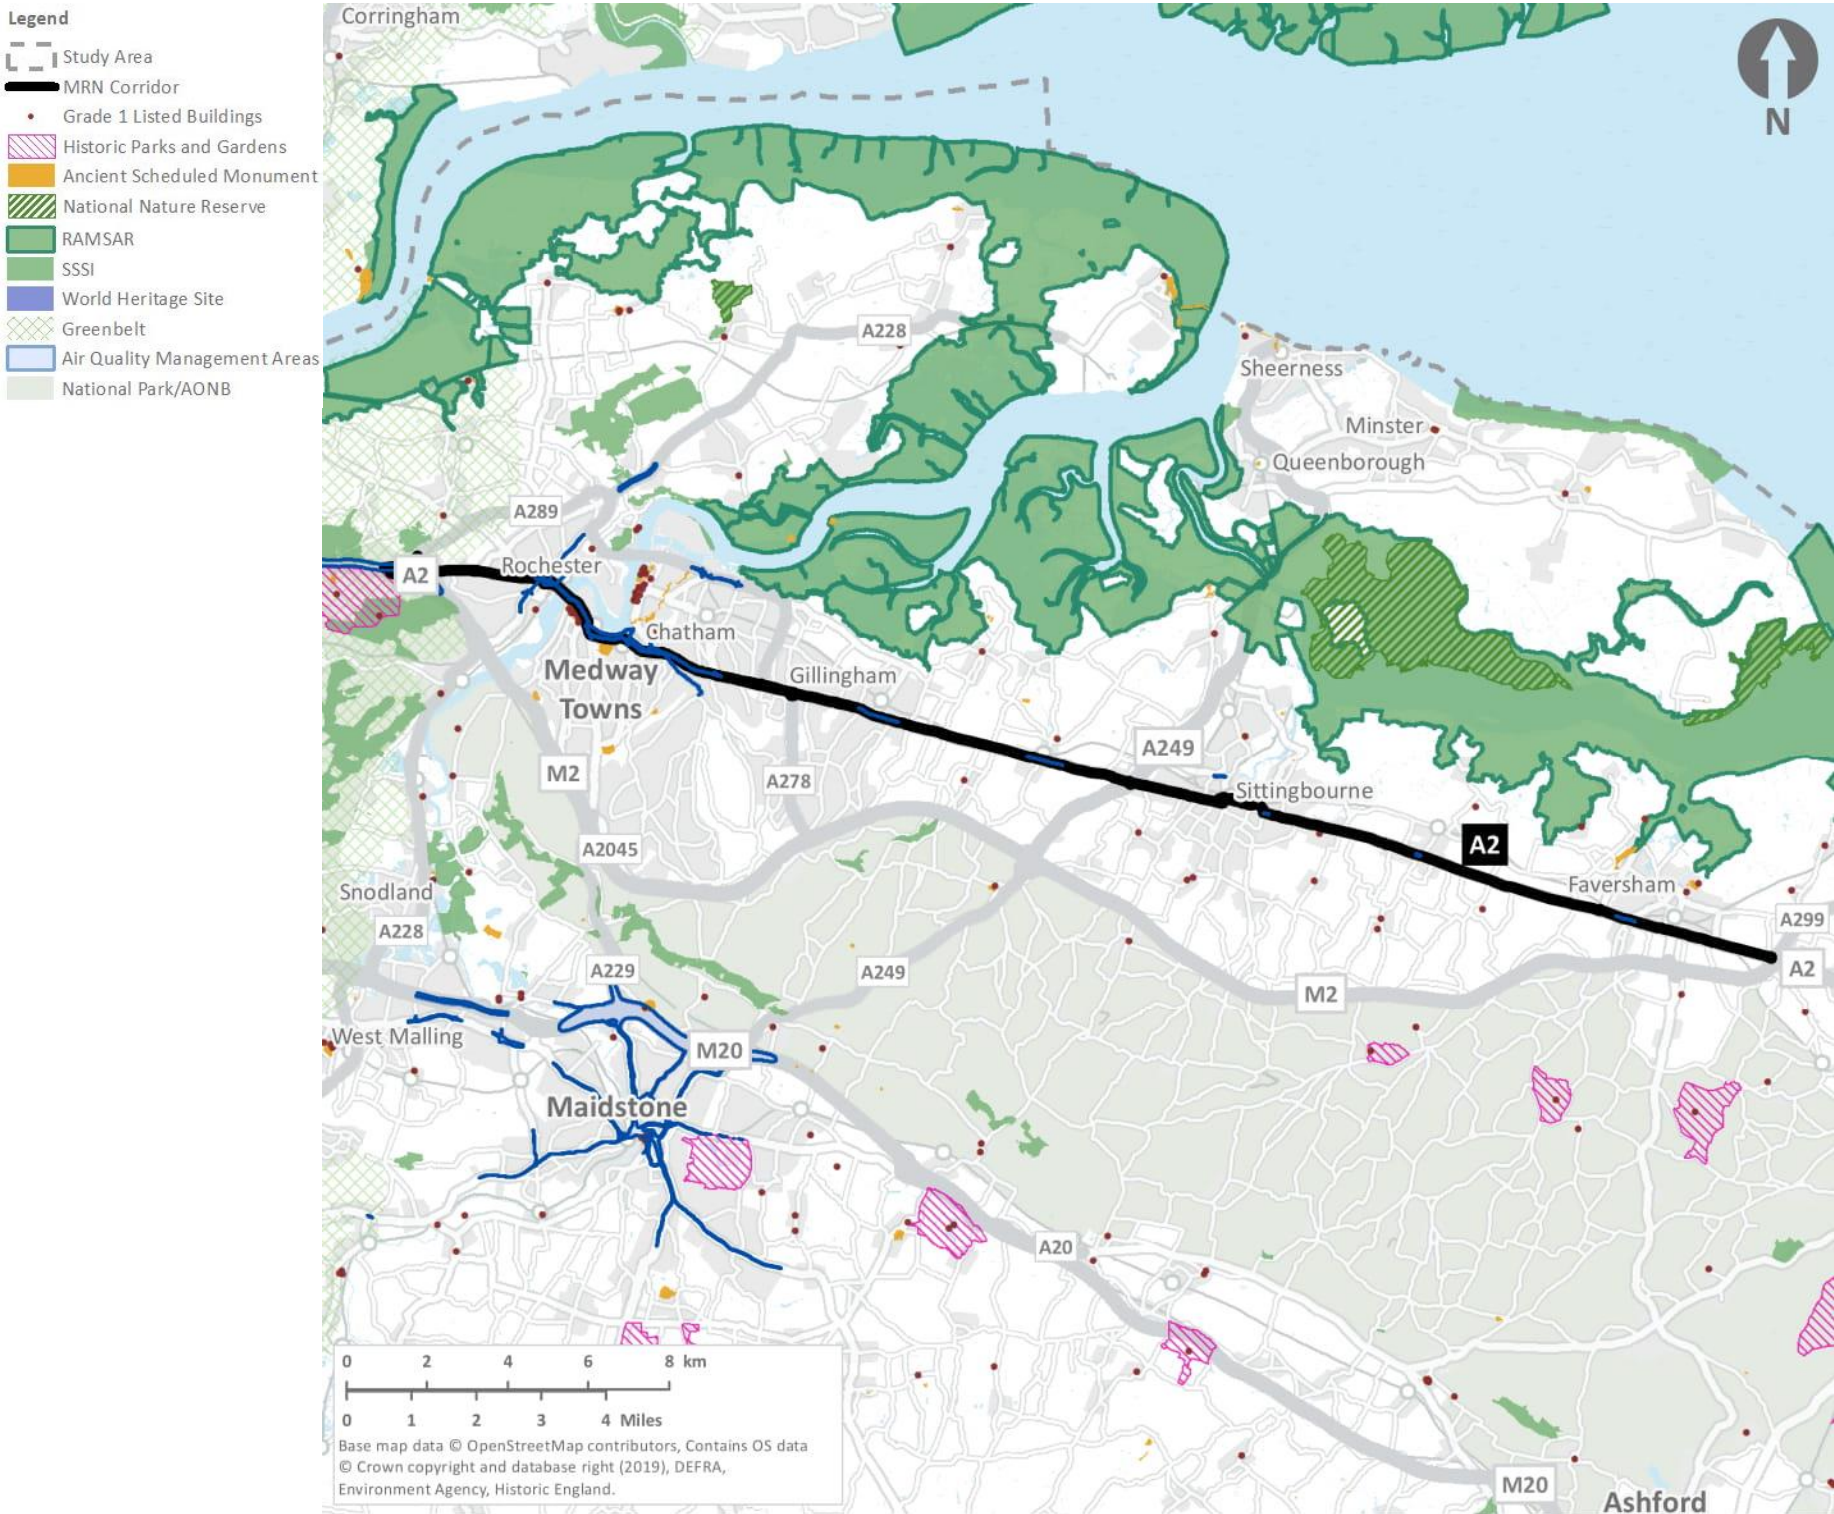 Legend
Study Area
MRN Corridor
Grade 1 Listed Buildings
Historic Parks and Gardens
Ancient Scheduled Monument
National Nature Reserve
RAMSAR
SSSI
World Heritage Site
Greenbelt
Air Quality Management Areas
National Park/AONB
Corringham
N
A228
Sheerness
Minster
Queenborough
A289
A2
Rochester
Chatham
Medway
Towns
Gillingham
M2
A278
A249
Sittingbourne
A2045
A2
Snodland
Faversham
A228
A299
A229
A249
A2
M2
West Malling
M20
Maidstone
A20
0 2 4 6 8 km
0 1 2 3 4 Miles
Base map data © OpenStreetMap contributors, Contains OS data
© Crown copyright and database right (2019), DEFRA,
Environment Agency, Historic England.
M20
Ashford